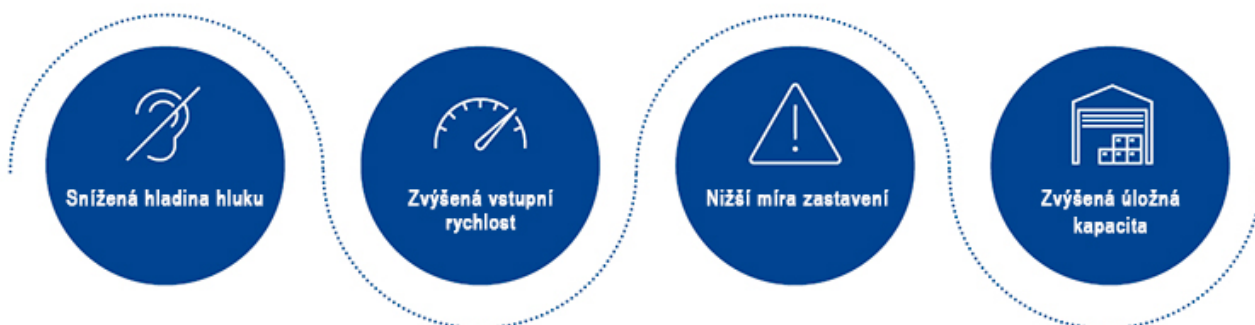 Snížená hladina hluku
Zvýšená vstupní
rychlost
Nižší míra zastavení
Zvýšená úložná
kapacita